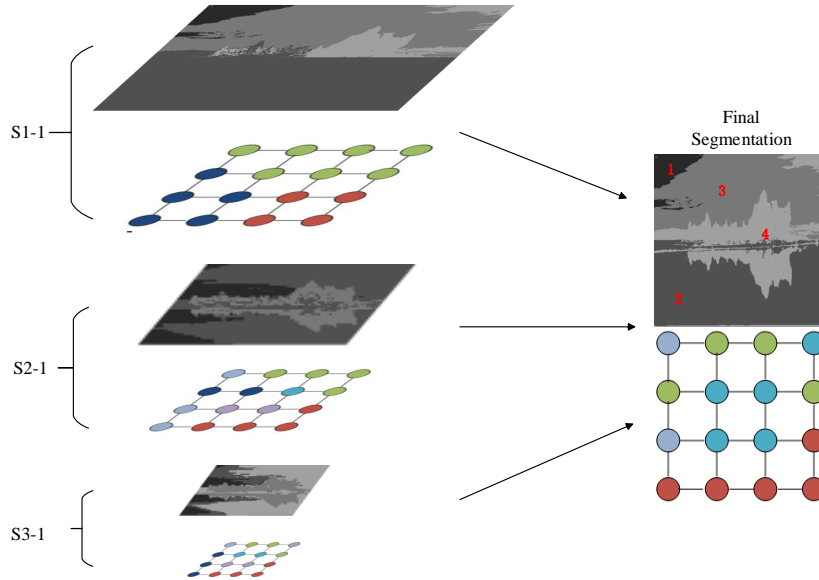 S1-1
Final
Segmentation
1
3
4
2
S2-1
S3-1